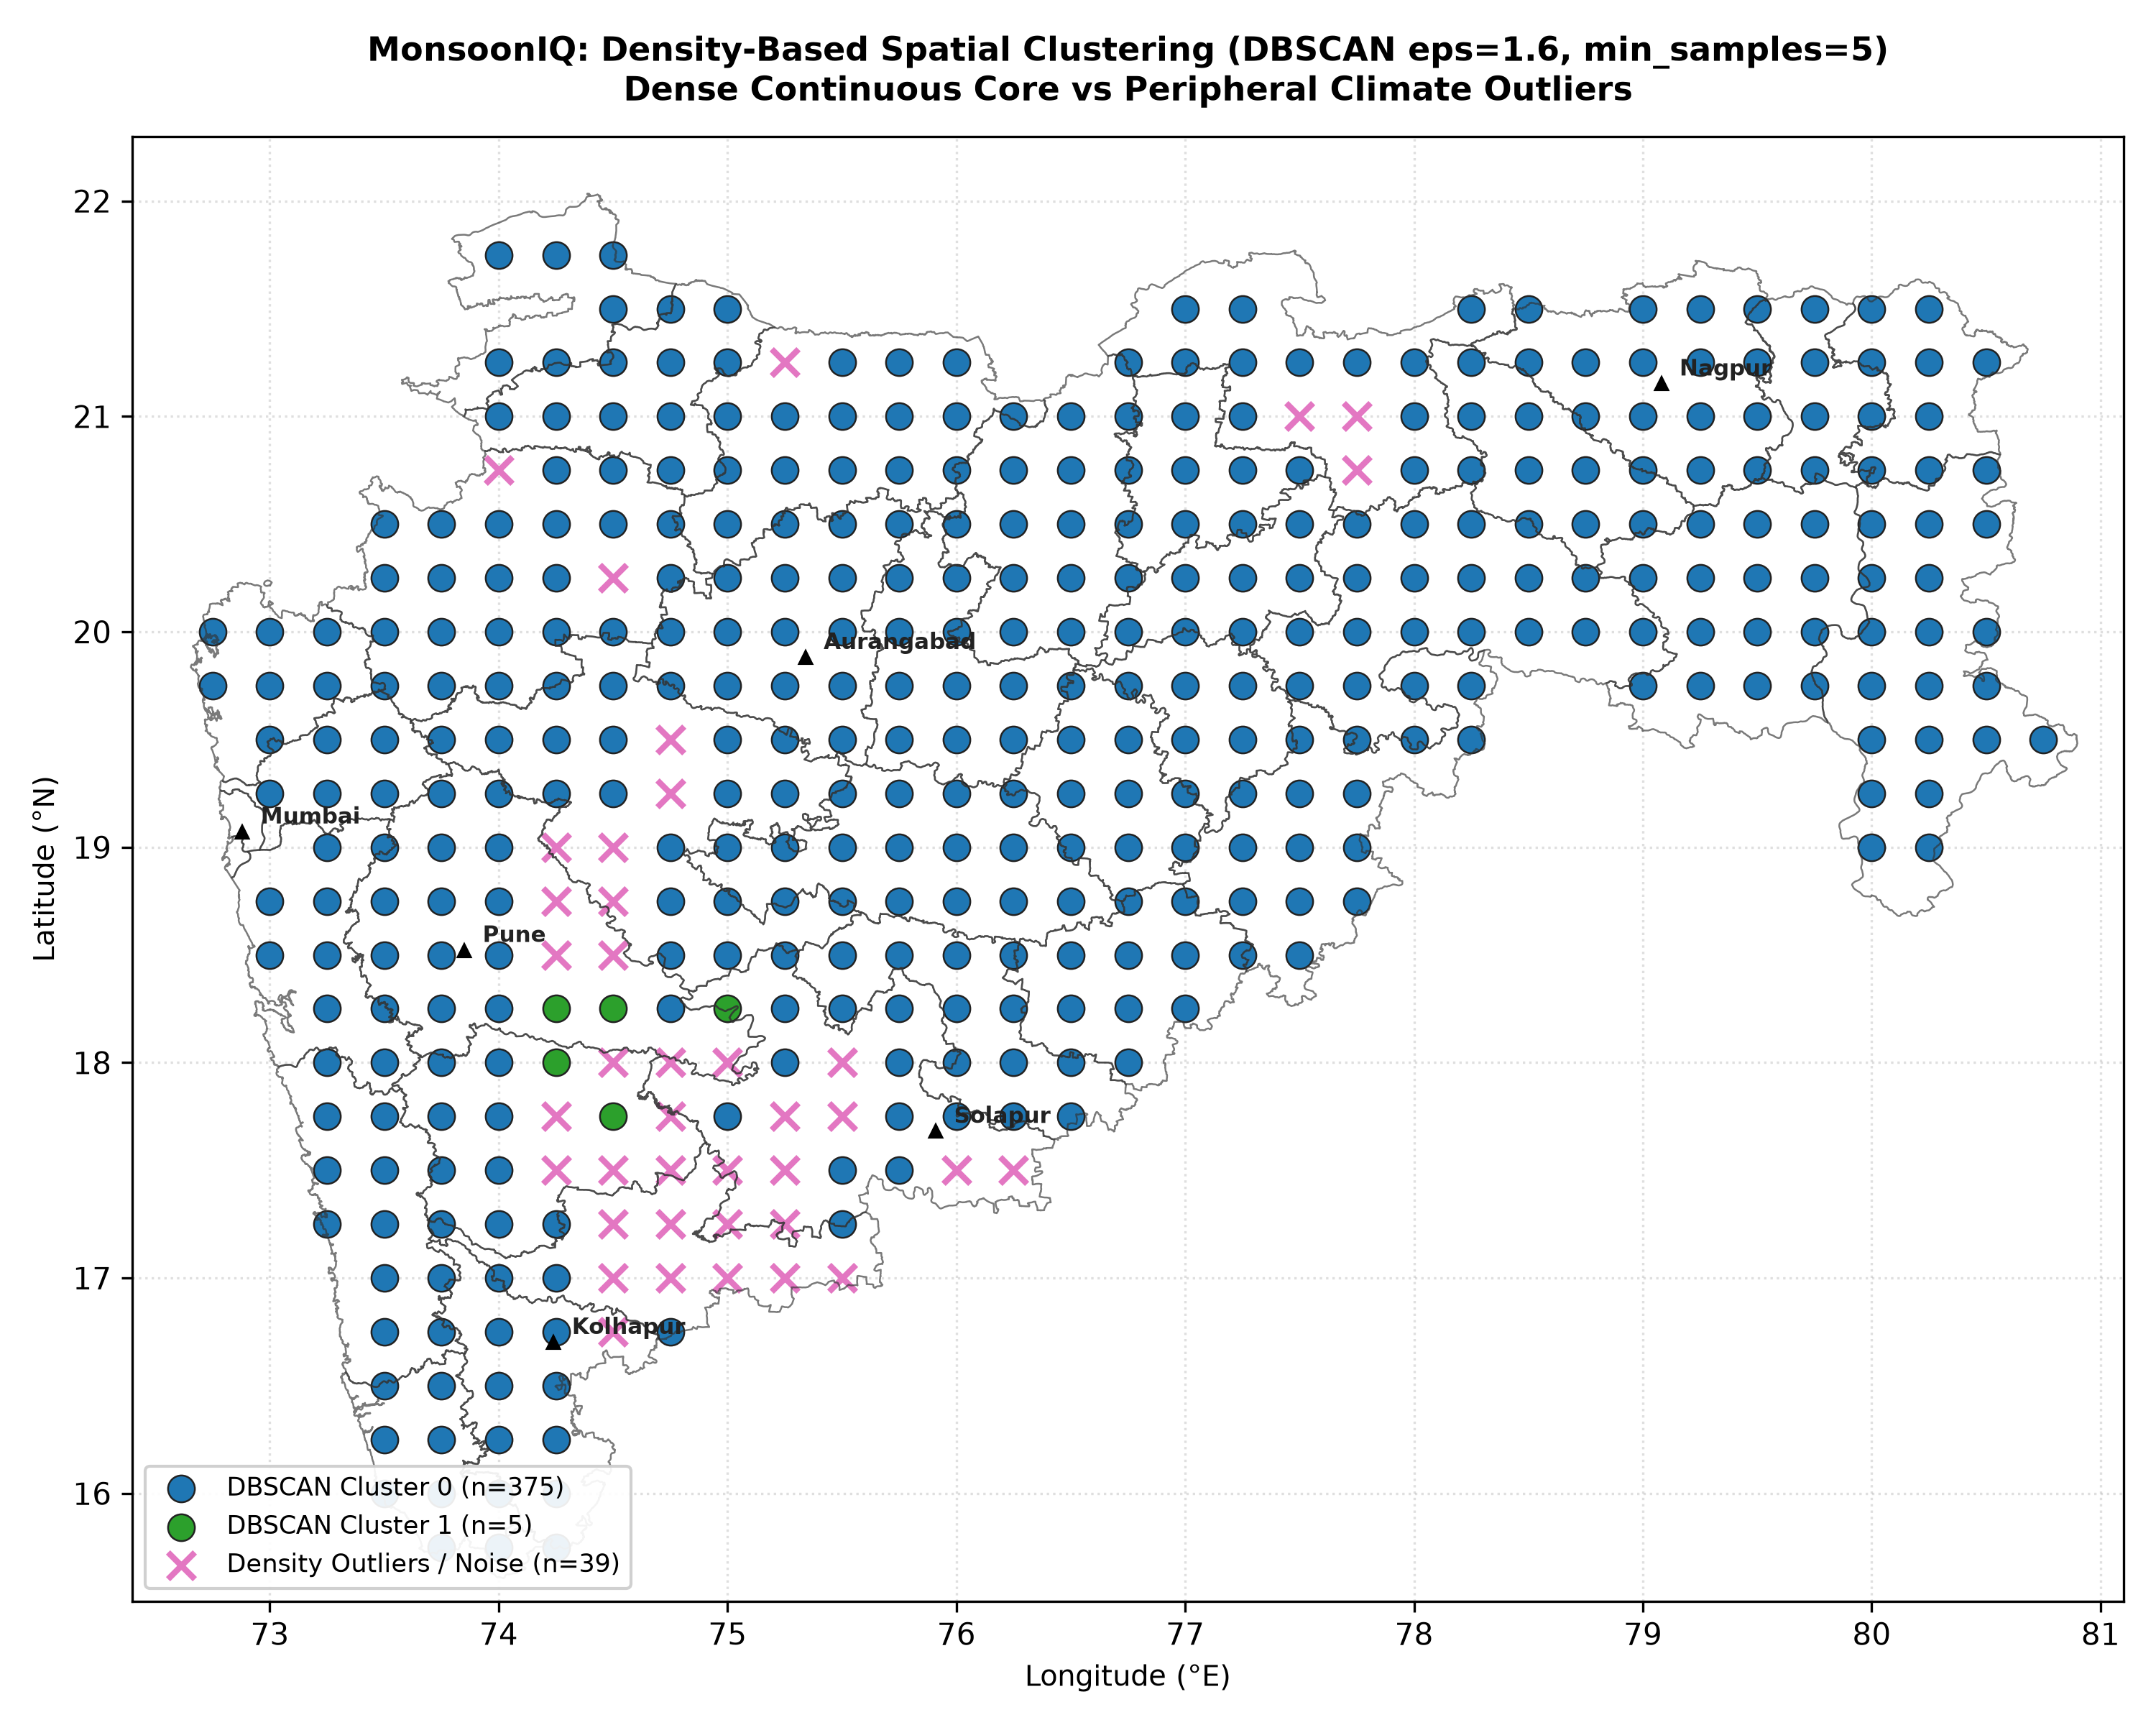 MonsoonIQ: Density-Based Spatial Clustering (DBSCAN eps=1.6, min_samples=5)
Dense Continuous Core vs Peripheral Climate Outliers
Latitude (°N)
22
21
20
19
18
17
16
Nagpur
Aurangabad
Mumbai
Pune
Solapur
Kolhapur
DBSCAN Cluster 0 (n=375)
DBSCAN Cluster 1 (n=5)
Density Outliers / Noise (n=39)
73
74
75
76
77
78
79
80
81
Longitude (°E)